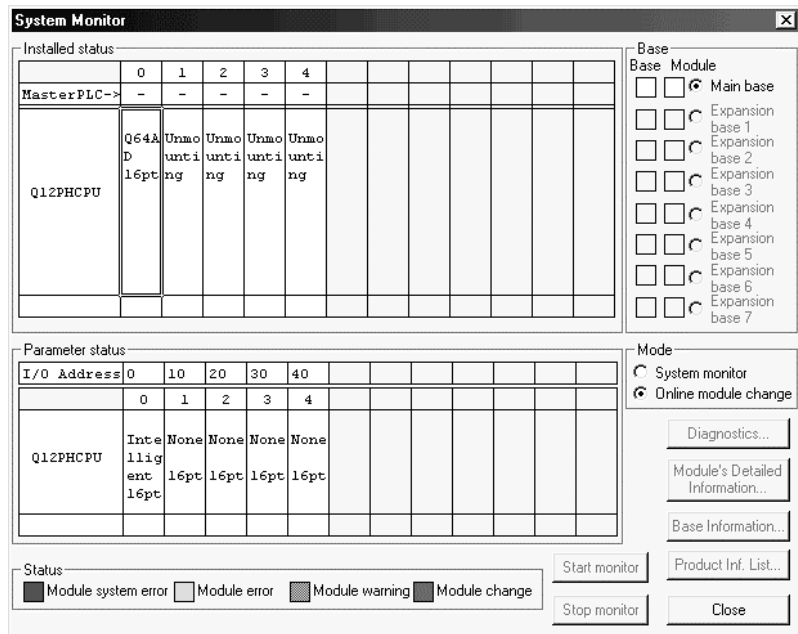 System Monitor
Installed status
0 1 2 3 4
MasterPLC-> - - - - -
Q12PHCPU
Q64A
D
16pt
Unmo
unti
ng
Unmo
unti
ng
Unmo
unti
ng
Unmo
unti
ng
Base
Base Module
Main base
Expansion
base 1
Expansion
base 2
Expansion
base 3
Expansion
base 4
Expansion
base 5
Expansion
base 6
Expansion
base 7
Parameter status
I/O Address 0 10 20 30 40
0 1 2 3 4
Q12PHCPU
Inte
llig
ent
16pt
None
16pt
None
16pt
None
16pt
None
16pt
Mode
System monitor
Online module change
Diagnostics...
Module's Detailed
Information...
Base Information...
Product Inf. List...
Status
Module system error Module error Module warning Module change
Start monitor
Stop monitor
Close